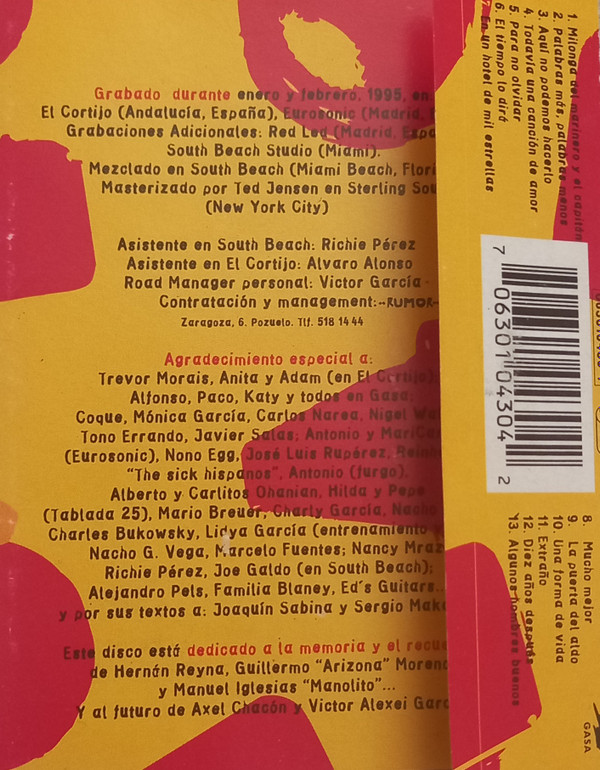 Grabado durante enero y febrero, 1995, en
El Cortijo (Andalucía, España), Eurosonic (Madrid,
Grabaciones Adicionales: Red Led (Madrid,
South Beach Studio (Miami).
Mezclado en South Beach (Miami Beach,
Masterizado por Ted Jensen en Sterling
(New York City)
Asistente en South Beach: Richie Pérez
Asistente en El Cortijo: Alvaro Alonso
Road Manager personal: Victor García
Contratación y management:-RUMOR-
Zaragoza, 6. Pozuelo. Tlf. 518 14 44
Agradecimiento especial a:
Trevor Morais, Anita y Adam (en El Cortijo)
Alfonso, Paco, Katy y todos en Gasa;
Coque, Mónica García, Carlos Narea, Nigel
Tono Errando, Javier Salas; Antonio y
(Eurosonic), Nono Egg, José Luis Rupérez,
"The sick hispanos", Antonio (furgo),
Alberto y Carlitos Ohanian, Hilda y Pepe
(Tablada 25), Mario Breuer, Charly García, Nacho
Charles Bukowsky, Lidya García (entrenamiento
Nacho G. Vega, Marcelo Fuentes; Nancy
Richie Pérez, Joe Galdo (en South Beach);
Alejandro Pels, Familia Blaney, Ed´s Guitars...
y por sus textos a: Joaquín Sabina y Sergio
Este disco está dedicado a la memoria y el
de Hernán Reyna, Guillermo "Arizona"
y Manuel Iglesias "Manolito"...
Y al futuro de Axel Chacón y Victor Alexei
1. Milonga del marinero y el capitán
2. Palabras más, palabras menos
3. Aquí no podemos hacerlo
4. Todavía una canción de amor
5. Para no olvidar
6. El tiempo lo dirá
7. En un hotel de mil estrellas
7 06301 04304 2
8. Mucho mejor
9. La puerta del aldo
10. Una forma de vida
11. Extraño
12. Diez años después
13. Algunos hombres buenos
GASA